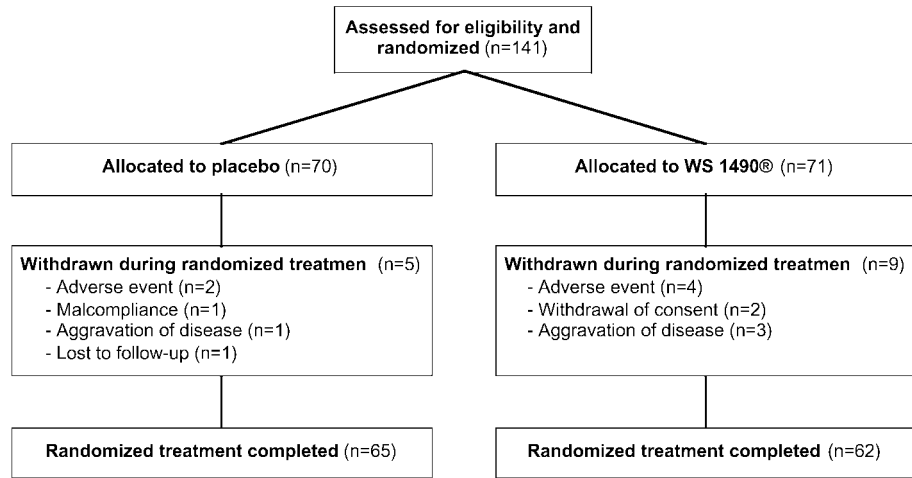 Assessed for eligibility and
randomized (n=141)
Allocated to placebo (n=70)
Allocated to WS 1490® (n=71)
Withdrawn during randomized treatmen (n=5)
- Adverse event (n=2)
- Malcompliance (n=1)
- Aggravation of disease (n=1)
- Lost to follow-up (n=1)
Withdrawn during randomized treatmen (n=9)
- Adverse event (n=4)
- Withdrawal of consent (n=2)
- Aggravation of disease (n=3)
Randomized treatment completed (n=65)
Randomized treatment completed (n=62)